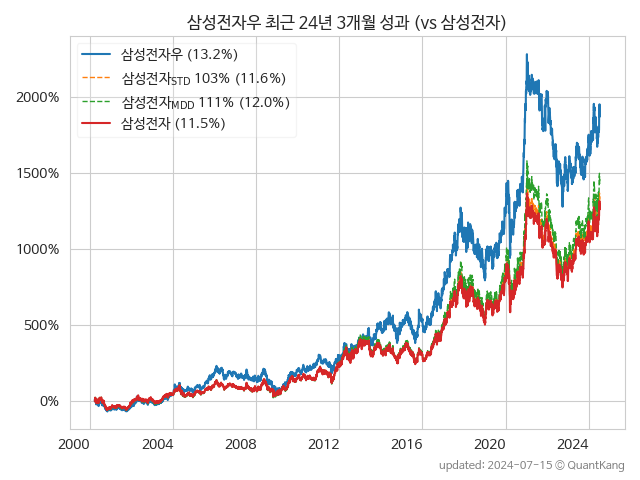 삼성전자우 최근 24년 3개월 성과 (vs 삼성전자)
삼성전자우 (13.2%)
삼성전자STD 103% (11.6%)
삼성전자MDD 111% (12.0%)
삼성전자 (11.5%)
2000%
1500%
1000%
500%
0%
2000 2004 2008 2012 2016 2020 2024
updated: 2024-07-15 © QuantKang